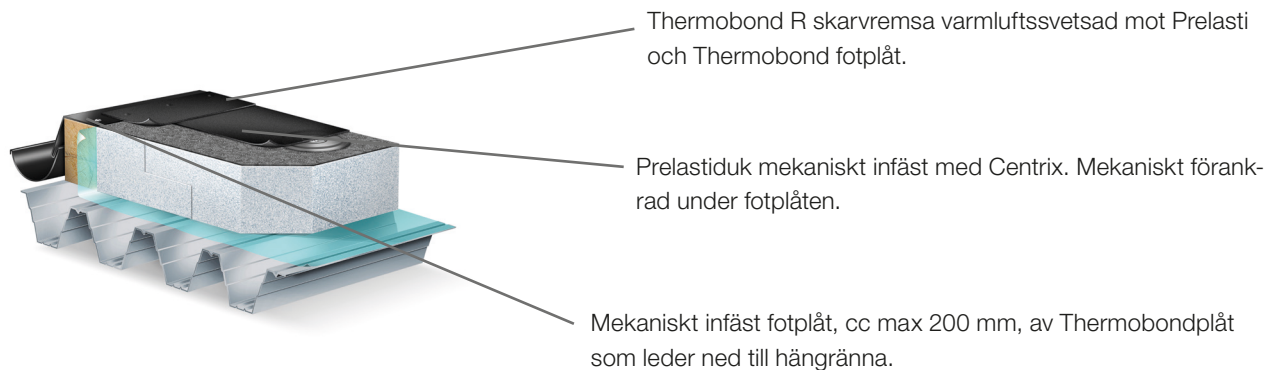 Thermobond R skarvremsa varmluftssvetsad mot Prelasti
och Thermobond fotplåt.
Prelastiduk mekaniskt infäst med Centrix. Mekaniskt förank-
rad under fotplåten.
Mekaniskt infäst fotplåt, cc max 200 mm, av Thermobondplåt
som leder ned till hängränna.